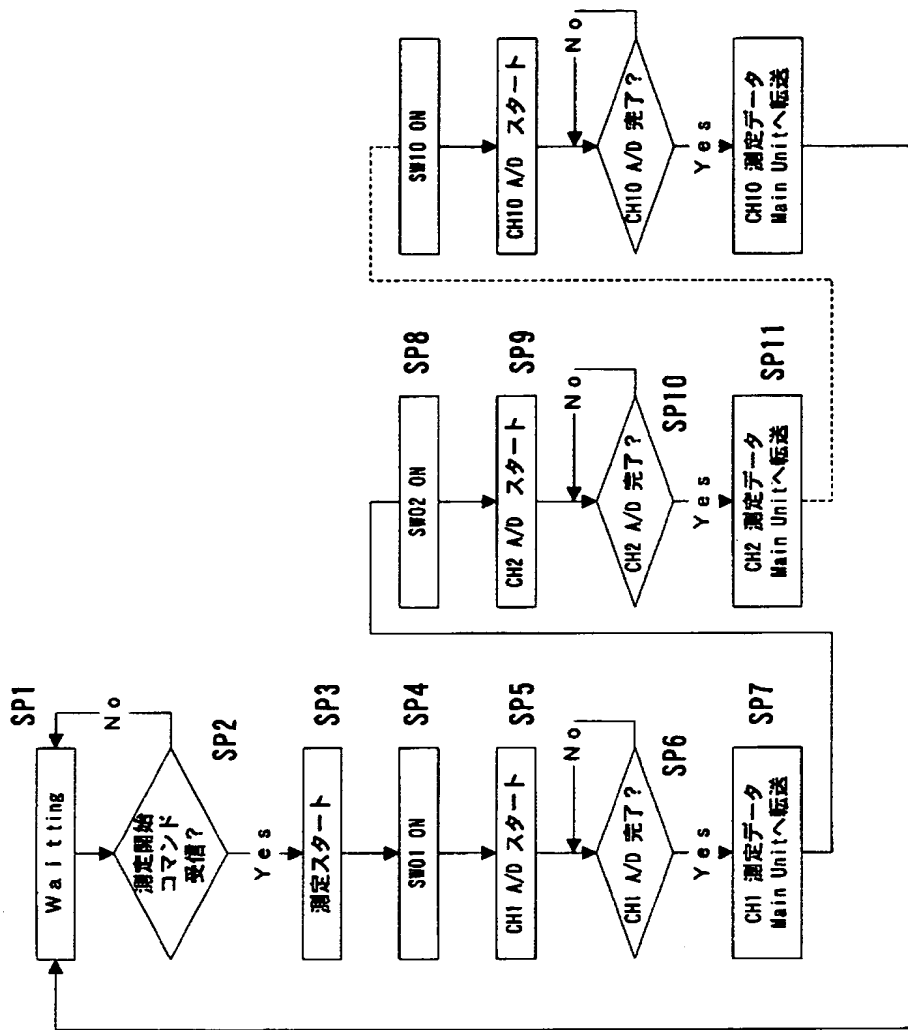 SP1
Waitting
No
SP2
測定開始
コマンド
受信?
Yes
SP3
測定スタート
SP4
SW01 ON
SP5
CH1 A/D スタート
No
SP6
CH1 A/D 完了?
Yes
SP7
CH1 測定データ
Main Unitへ転送
SP8
SW02 ON
SP9
CH2 A/D スタート
No
SP10
CH2 A/D 完了?
Yes
SP11
CH2 測定データ
Main Unitへ転送
SW10 ON
CH10 A/D スタート
No
CH10 A/D 完了?
Yes
CH10 測定データ
Main Unitへ転送